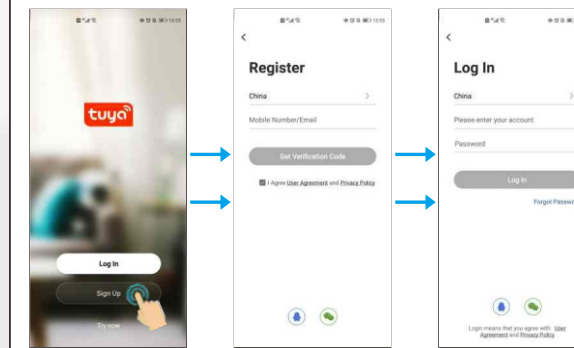 tuya
Log In
Sign Up
Try now
Register
China
Mobile Number/Email
Get Verification Code
I Agree User Agreement and Privacy Policy
Log In
China
Please enter your account
Password
Log In
Forgot Passwo
Login means that you agree with User
Agreement and Privacy Policy